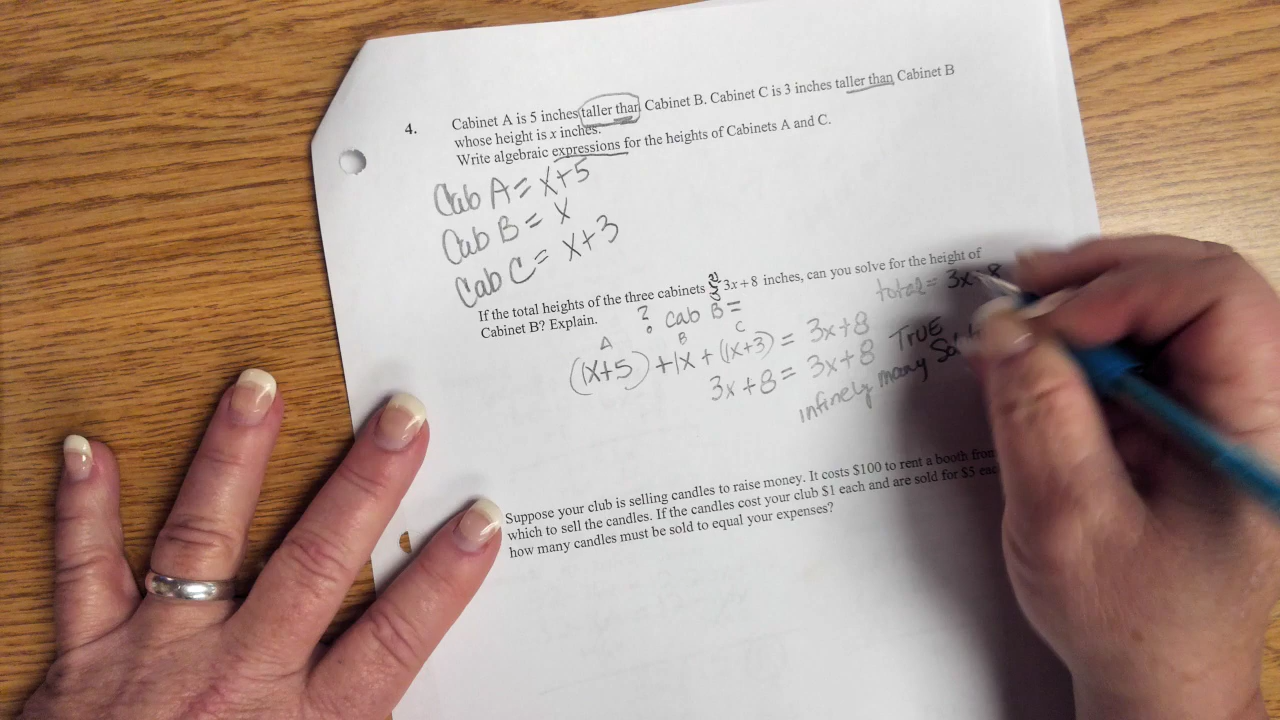 4.
Cabinet A is 5 inches taller than Cabinet B. Cabinet C is 3 inches taller than Cabinet B
whose height is x inches.
Write algebraic expressions for the heights of Cabinets A and C.
Cab A = x+5
Cab B = x
Cab C = x+3
If the total heights of the three cabinets 3x + 8 inches, can you solve for the height of
Cabinet B? Explain.
? cab B =
total = 3x+8
A B C
(1x+5) + 1x + (1x+3) = 3x+8
3x+8 = 3x+8 TRUE
infinely many
Suppose your club is selling candles to raise money. It costs $100 to rent a booth from
which to sell the candles. If the candles cost your club $1 each and are sold for $5
how many candles must be sold to equal your expenses?